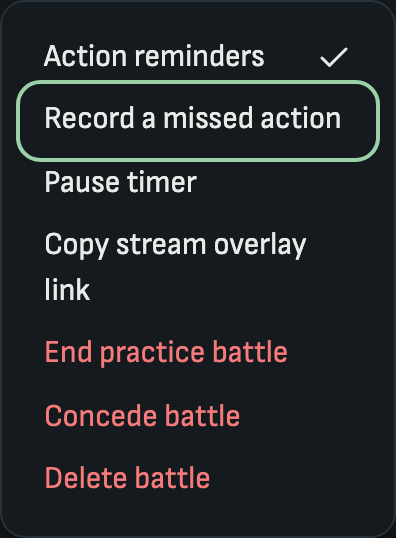 Action reminders
Record a missed action
Pause timer
Copy stream overlay
link
End practice battle
Concede battle
Delete battle